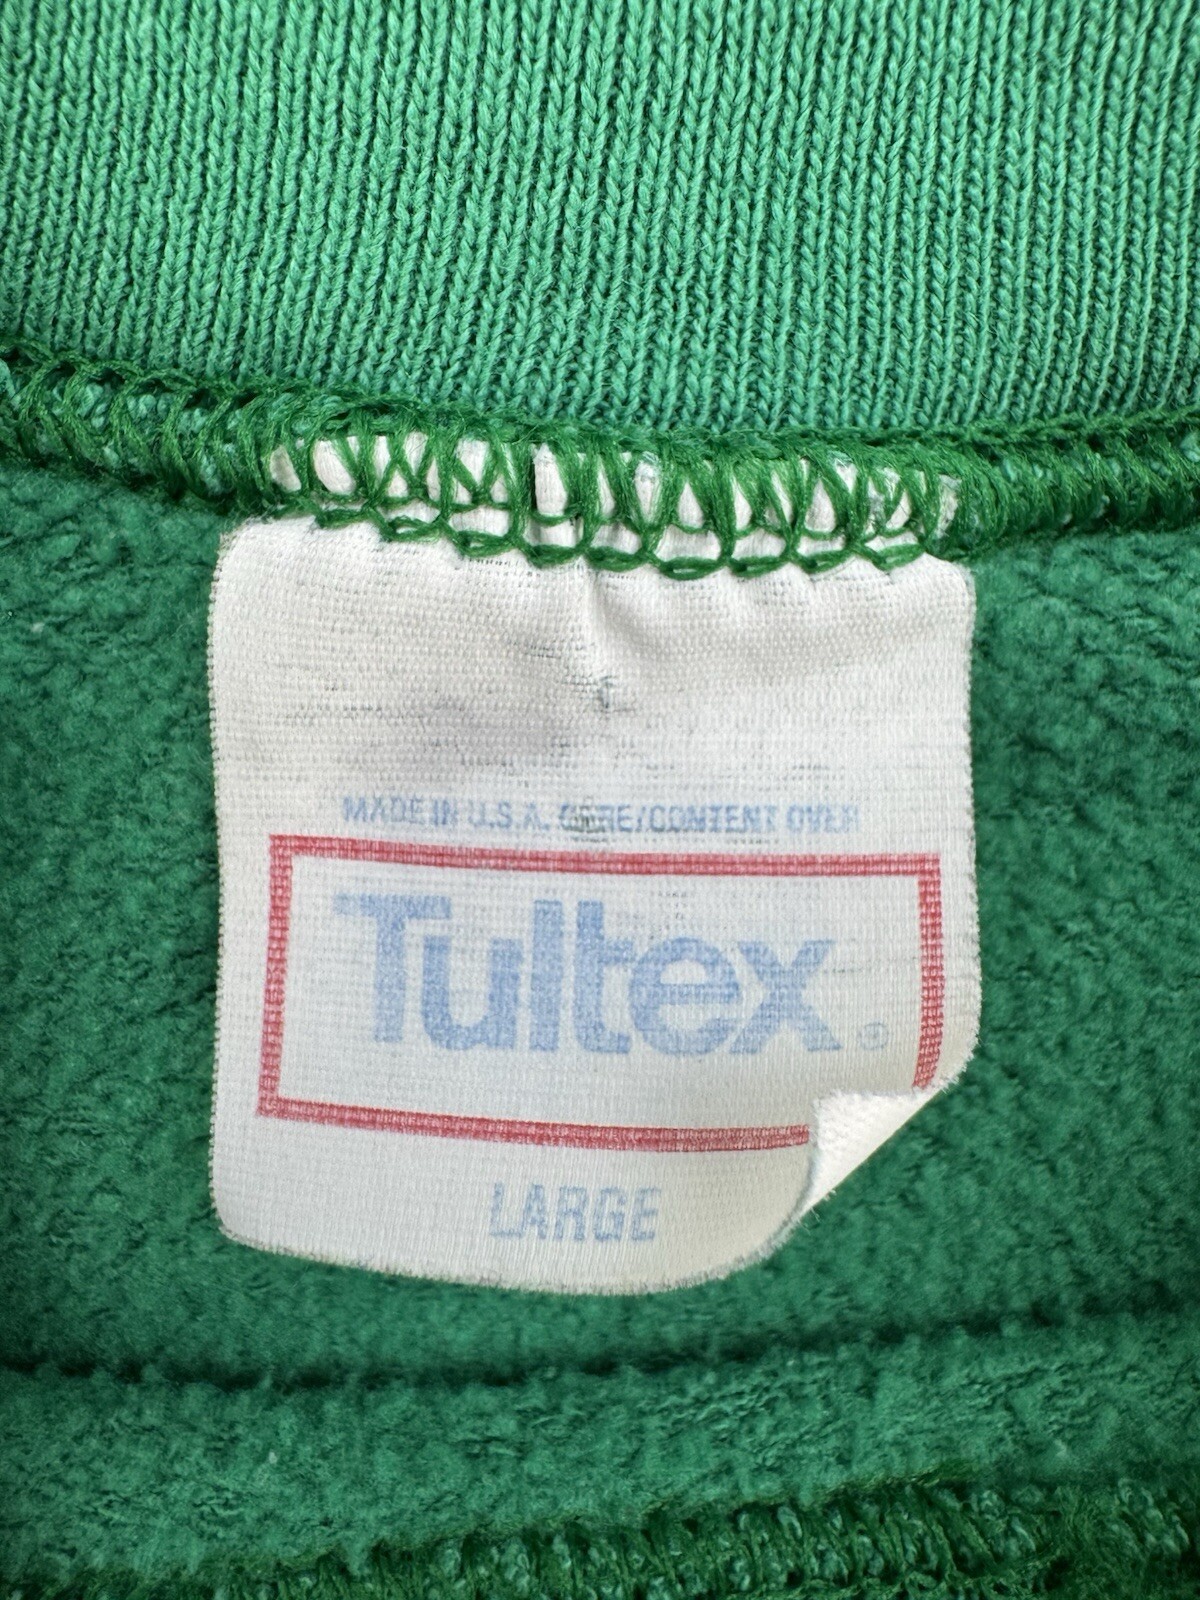 MADE IN U.S.A. CARE/CONTENT OVER
Tultex®
LARGE